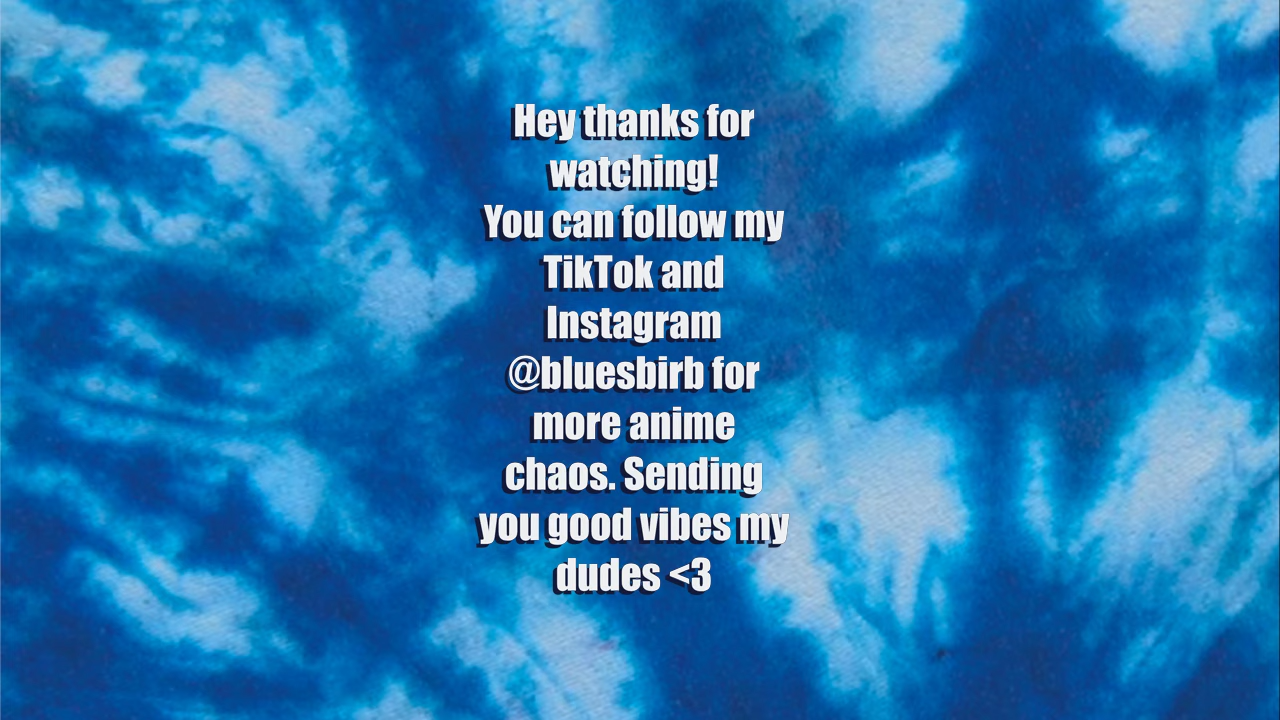 Hey thanks for
watching!
You can follow my
TikTok and
Instagram
@bluesbirb for
more anime
chaos. Sending
you good vibes my
dudes <3